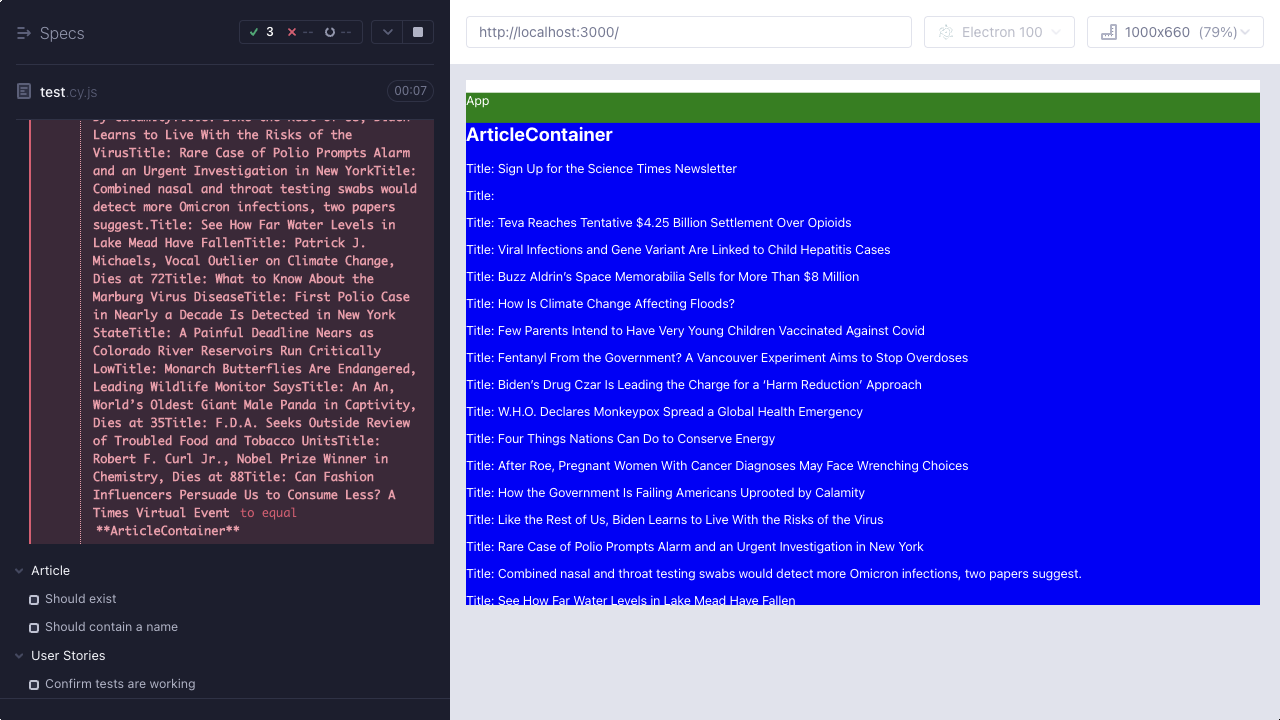 Specs
3
--
--
test.cy.js
00:07
Learns to Live With the Risks of the
VirusTitle: Rare Case of Polio Prompts Alarm
and an Urgent Investigation in New YorkTitle:
Combined nasal and throat testing swabs would
detect more Omicron infections, two papers
suggest.Title: See How Far Water Levels in
Lake Mead Have FallenTitle: Patrick J.
Michaels, Vocal Outlier on Climate Change,
Dies at 72Title: What to Know About the
Marburg Virus DiseaseTitle: First Polio Case
in Nearly a Decade Is Detected in New York
StateTitle: A Painful Deadline Nears as
Colorado River Reservoirs Run Critically
LowTitle: Monarch Butterflies Are Endangered,
Leading Wildlife Monitor SaysTitle: An An,
World’s Oldest Giant Male Panda in Captivity,
Dies at 35Title: F.D.A. Seeks Outside Review
of Troubled Food and Tobacco UnitsTitle:
Robert F. Curl Jr., Nobel Prize Winner in
Chemistry, Dies at 88Title: Can Fashion
Influencers Persuade Us to Consume Less? A
Times Virtual Event to equal
**ArticleContainer**
Article
Should exist
Should contain a name
User Stories
Confirm tests are working
http://localhost:3000/
Electron 100
1000x660 (79%)
App
ArticleContainer
Title: Sign Up for the Science Times Newsletter
Title:
Title: Teva Reaches Tentative $4.25 Billion Settlement Over Opioids
Title: Viral Infections and Gene Variant Are Linked to Child Hepatitis Cases
Title: Buzz Aldrin’s Space Memorabilia Sells for More Than $8 Million
Title: How Is Climate Change Affecting Floods?
Title: Few Parents Intend to Have Very Young Children Vaccinated Against Covid
Title: Fentanyl From the Government? A Vancouver Experiment Aims to Stop Overdoses
Title: Biden’s Drug Czar Is Leading the Charge for a ‘Harm Reduction’ Approach
Title: W.H.O. Declares Monkeypox Spread a Global Health Emergency
Title: Four Things Nations Can Do to Conserve Energy
Title: After Roe, Pregnant Women With Cancer Diagnoses May Face Wrenching Choices
Title: How the Government Is Failing Americans Uprooted by Calamity
Title: Like the Rest of Us, Biden Learns to Live With the Risks of the Virus
Title: Rare Case of Polio Prompts Alarm and an Urgent Investigation in New York
Title: Combined nasal and throat testing swabs would detect more Omicron infections, two papers suggest.
Title: See How Far Water Levels in Lake Mead Have Fallen